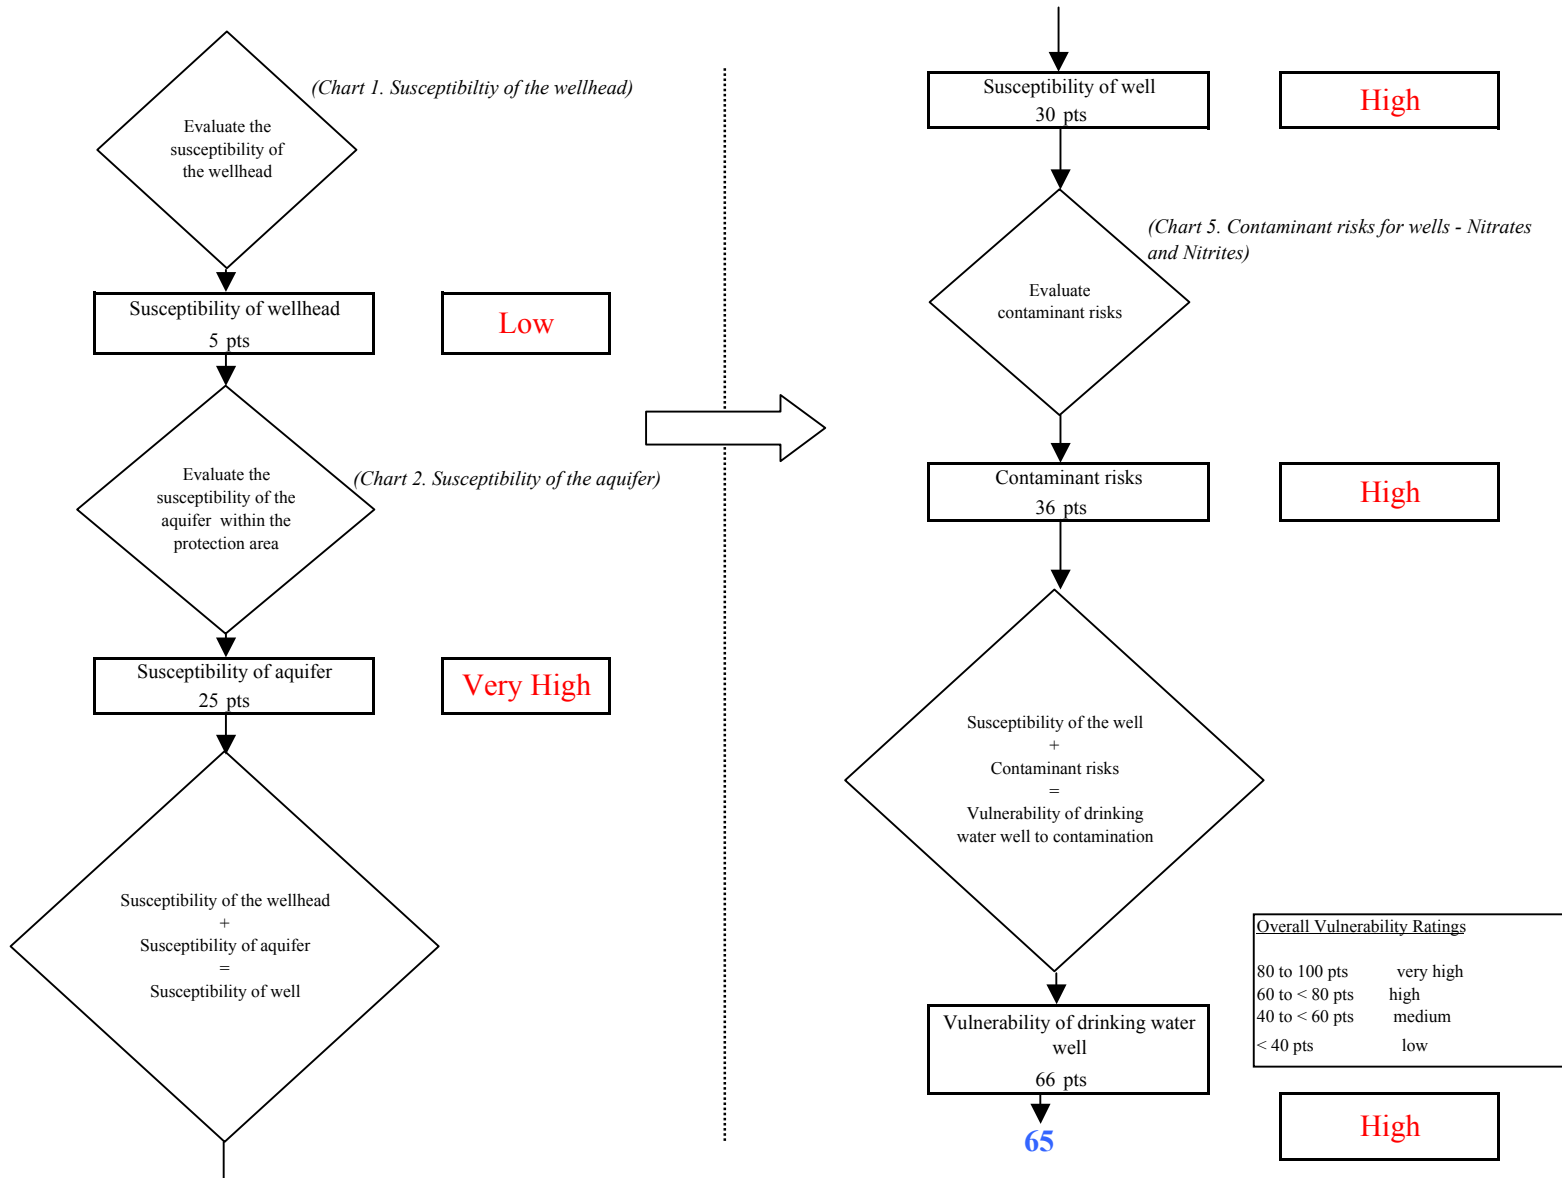 (Chart 1. Susceptibiltiy of the wellhead)
Evaluate the
susceptibility of
the wellhead
Susceptibility of wellhead
5 pts
Low
Evaluate the
susceptibility of the
aquifer within the
protection area
(Chart 2. Susceptibility of the aquifer)
Susceptibility of aquifer
25 pts
Very High
Susceptibility of the wellhead
+
Susceptibility of aquifer
=
Susceptibility of well
Susceptibility of well
30 pts
High
(Chart 5. Contaminant risks for wells - Nitrates
and Nitrites)
Evaluate
contaminant risks
Contaminant risks
36 pts
High
Susceptibility of the well
+
Contaminant risks
=
Vulnerability of drinking
water well to contamination
Overall Vulnerability Ratings
80 to 100 pts very high
60 to < 80 pts high
40 to < 60 pts medium
< 40 pts low
Vulnerability of drinking water
well
66 pts
65
High